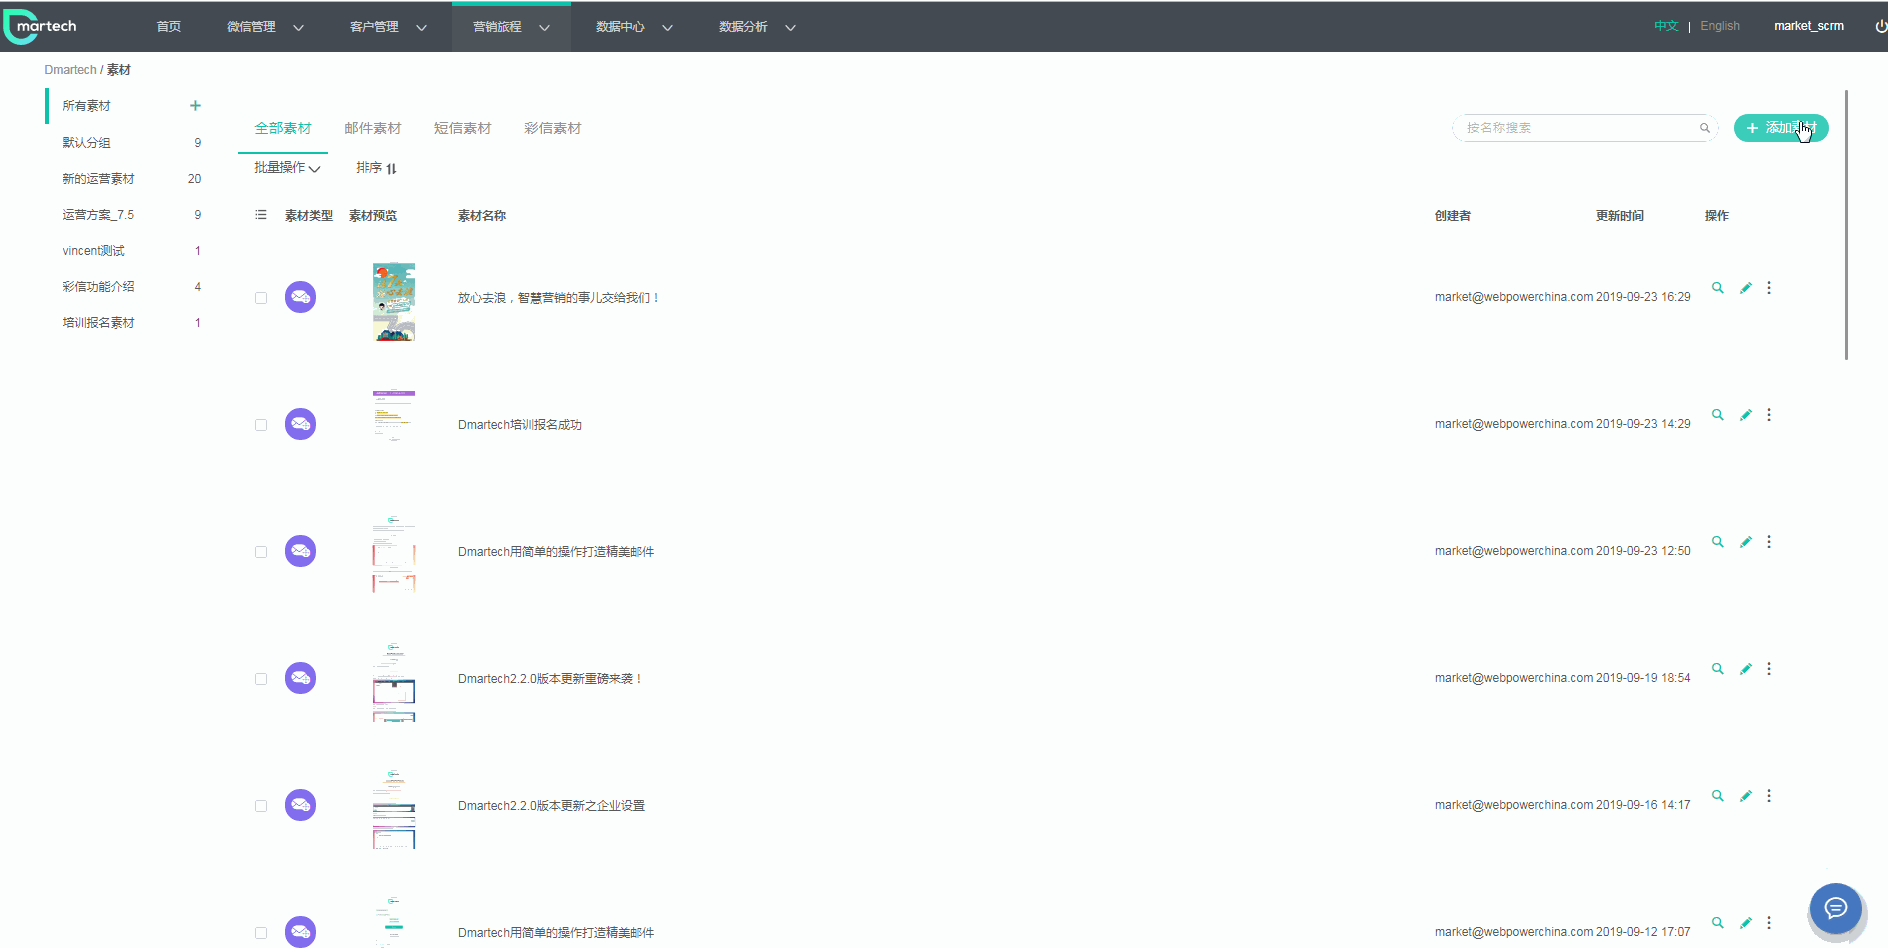 martech 首页 微信管理 客户管理 营销旅程 数据中心 数据分析 中文 | English market_scrm
Dmartech / 素材
所有素材 +
默认分组 9
新的运营素材 20
运营方案_7.5 9
vincent测试 1
彩信功能介绍 4
培训报名素材 1
全部素材 邮件素材 短信素材 彩信素材
按名称搜索
+ 添加素材
批量操作 排序
素材类型 素材预览 素材名称 创建者 更新时间 操作
放心去浪，智慧营销的事儿交给我们！ market@webpowerchina.com 2019-09-23 16:29
Dmartech培训报名成功 market@webpowerchina.com 2019-09-23 14:29
Dmartech用简单的操作打造精美邮件 market@webpowerchina.com 2019-09-23 12:50
Dmartech2.2.0版本更新重磅来袭！ market@webpowerchina.com 2019-09-19 18:54
Dmartech2.2.0版本更新之企业设置 market@webpowerchina.com 2019-09-16 14:17
Dmartech用简单的操作打造精美邮件 market@webpowerchina.com 2019-09-12 17:07